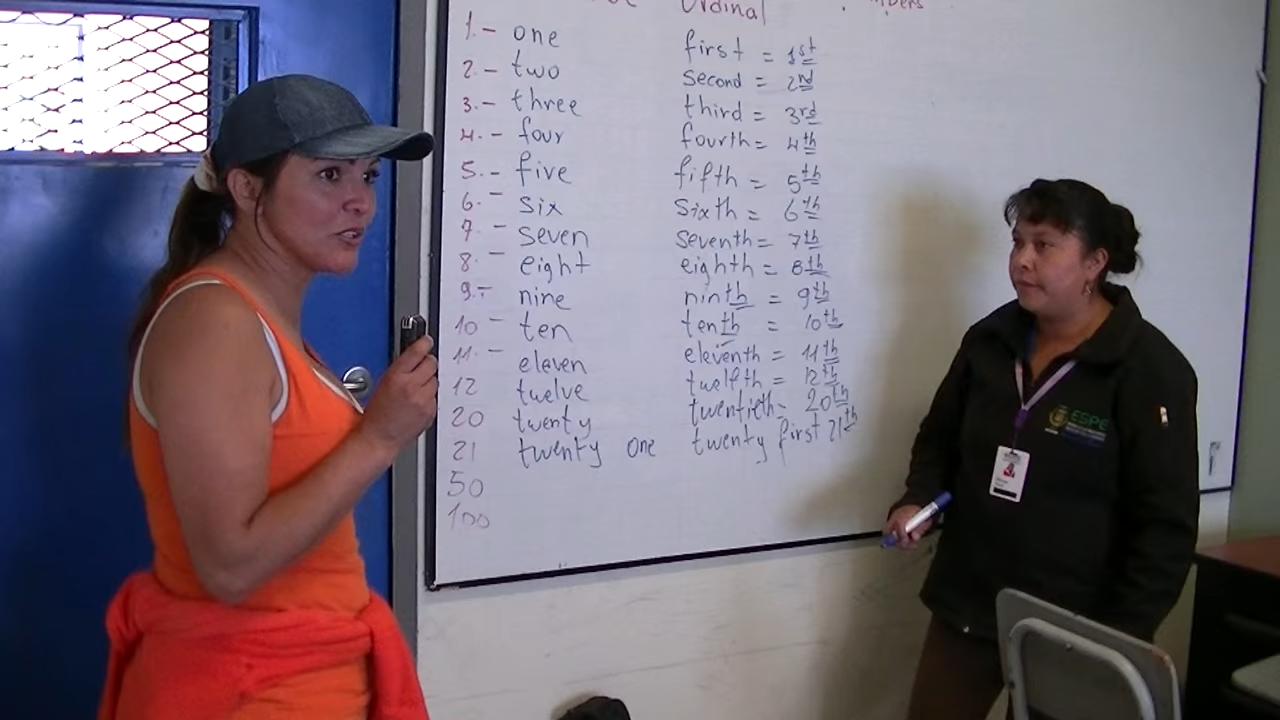 Ordinal
1.- one first = 1st
2.- two second = 2nd
3.- three third = 3rd
4.- four fourth = 4th
5.- five fifth = 5th
6.- six sixth = 6th
7.- seven seventh = 7th
8.- eight eighth = 8th
9.- nine ninth = 9th
10- ten tenth = 10th
11.- eleven eleventh = 11th
12 twelve twelfth = 12th
20 twenty twentieth = 20th
21 twenty one twenty first 21th
50
100
ESPE